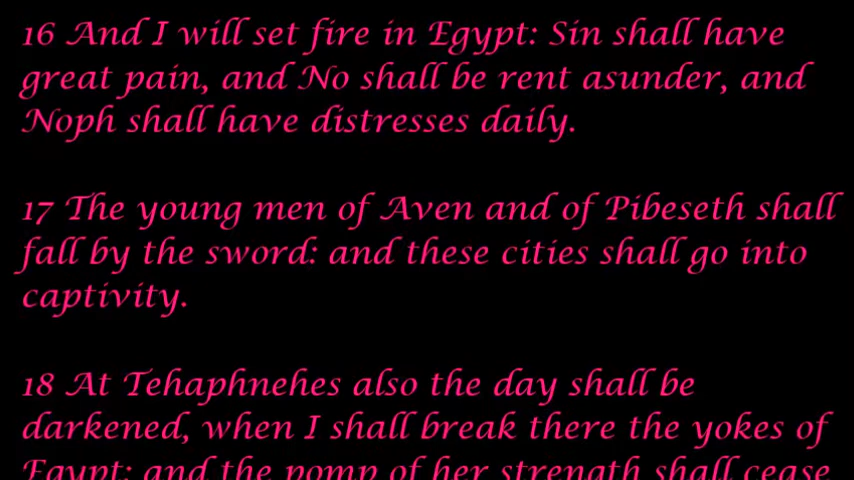 16 And I will set fire in Egypt: Sin shall have
great pain, and No shall be rent asunder, and
Noph shall have distresses daily.
17 The young men of Aven and of Pibeseth shall
fall by the sword: and these cities shall go into
captivity.
18 At Tehaphnehes also the day shall be
darkened, when I shall break there the yokes of
Egypt: and the pomp of her strength shall cease